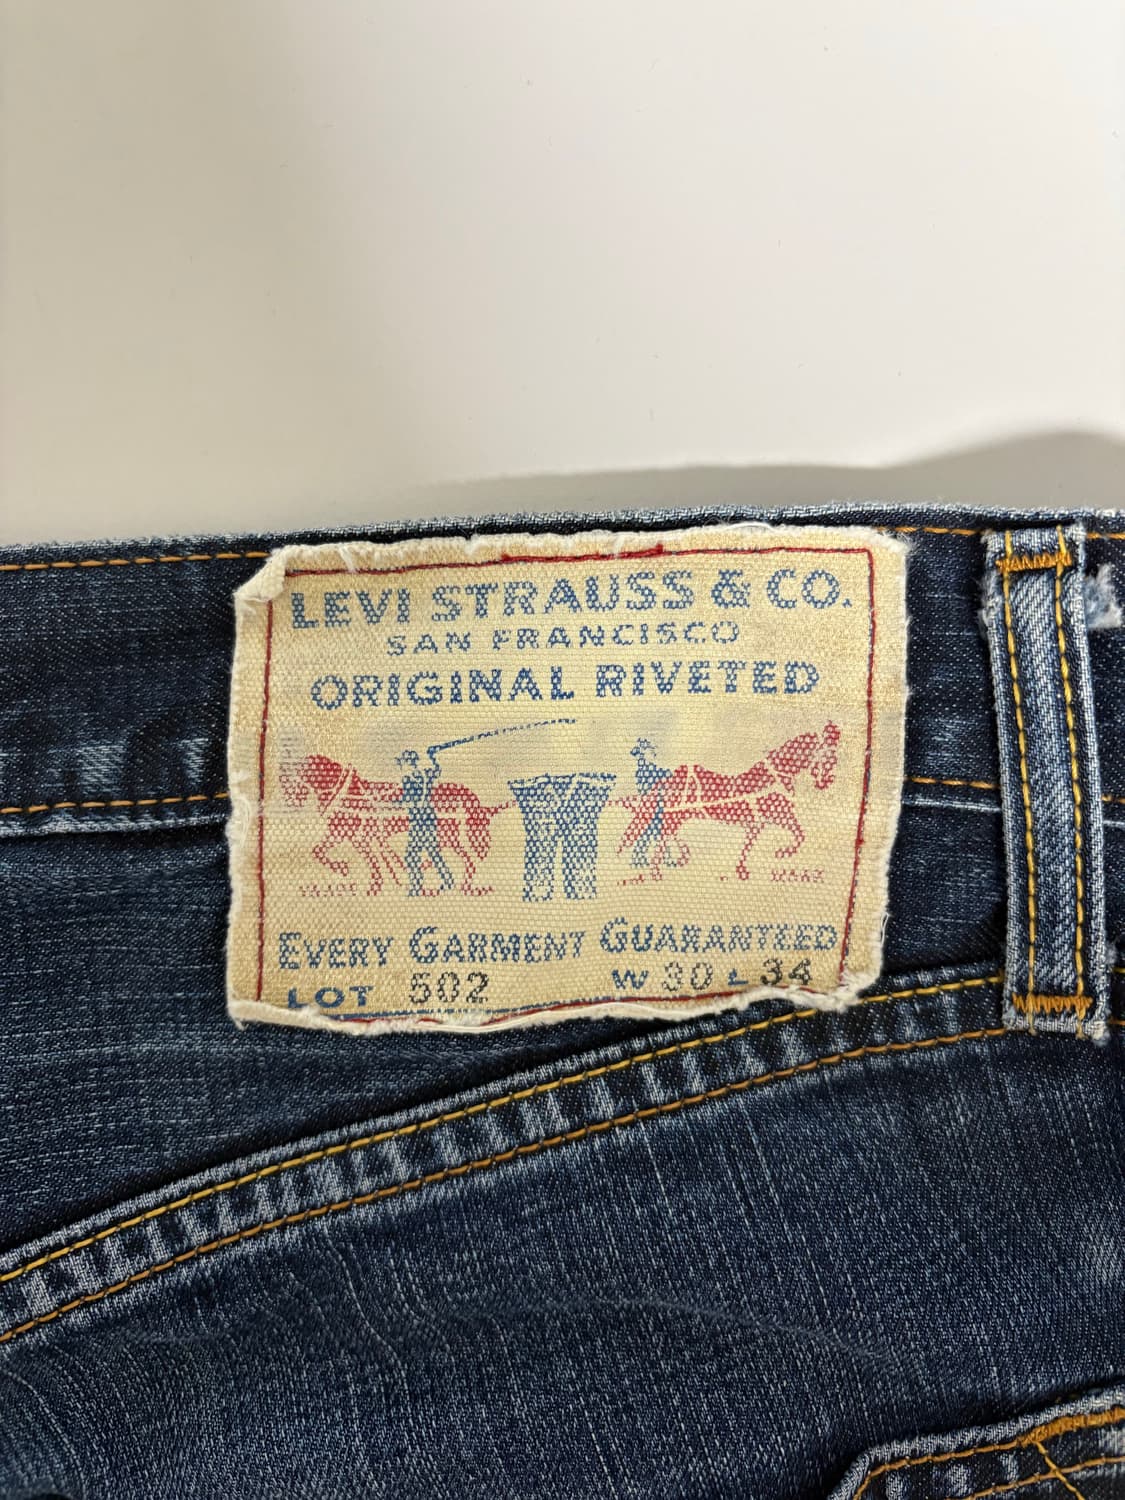 LEVI STRAUSS & CO.
SAN FRANCISCO
ORIGINAL RIVETED
EVERY GARMENT GUARANTEED
LOT 502 W 30 L 34